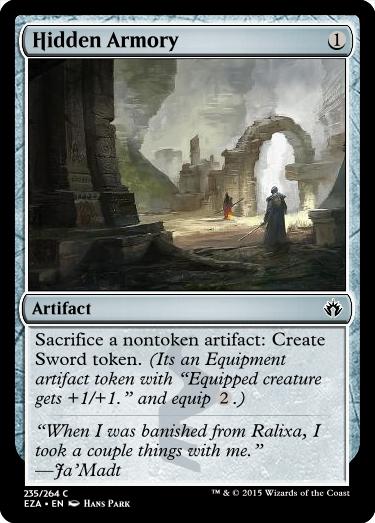 Hidden Armory 1
Artifact
Sacrifice a nontoken artifact: Create
Sword token. (Its an Equipment
artifact token with “Equipped creature
gets +1/+1.” and equip 2.)
“When I was banished from Ralixa, I
took a couple things with me.”
—Ja’Madt
235/264 C
EZA • EN Hans Park
™ & © 2015 Wizards of the Coast